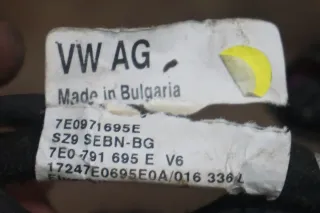 VW AG
Made in Bulgaria
7E0971695E
SZ9 SEBN-BG
7E0 791 695 E V6
17247E0695E0A/016 336